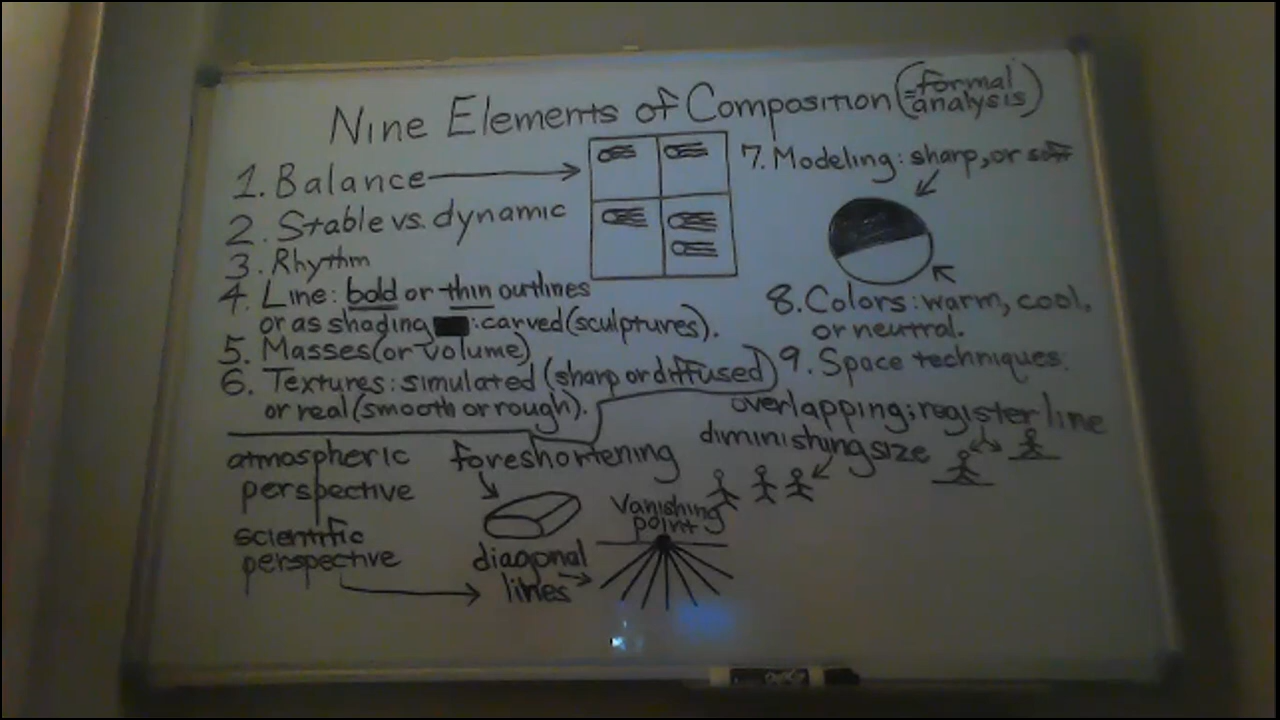 Nine Elements of Composition (= formal analysis)
1. Balance
2. Stable vs. dynamic
3. Rhythm
4. Line: bold or thin outlines
or as shading : carved (sculptures).
5. Masses (or volume)
6. Textures: simulated (sharp or diffused)
or real (smooth or rough).
7. Modeling: sharp, or soft
8. Colors: warm, cool,
or neutral.
9. Space techniques:
overlapping; register line
diminishing size
atmospheric
perspective
foreshortening
scientific
perspective
diagonal
lines
Vanishing
point